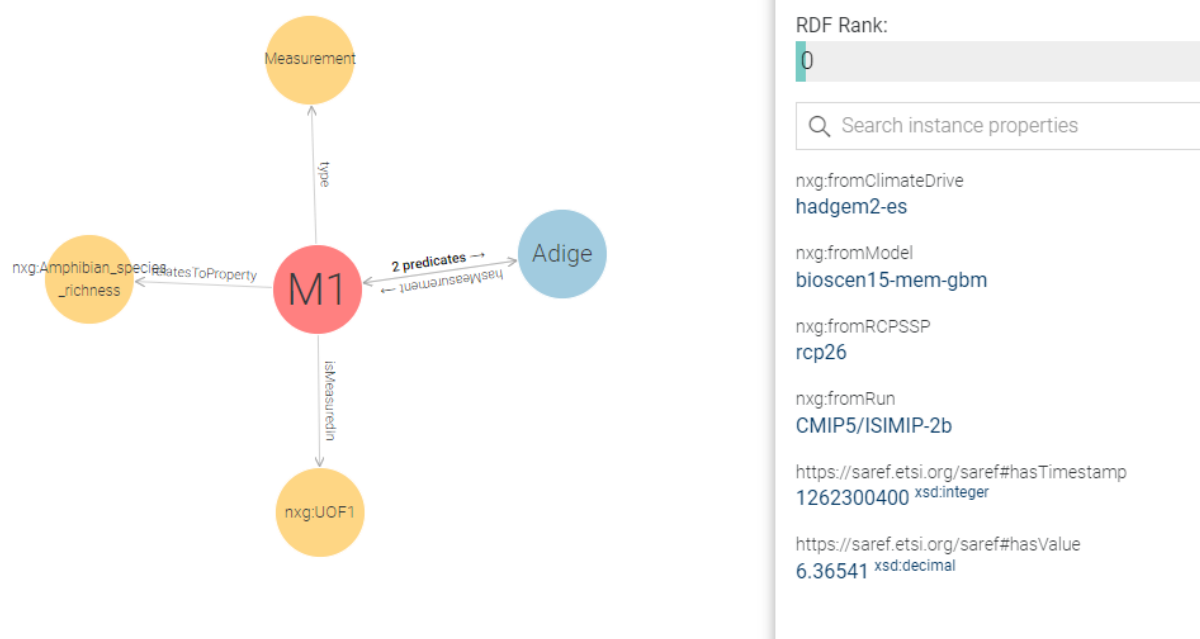 Measurement
type
nxg:Amphibian_species
_richness
relatesToProperty
M1
2 predicates →
hasMeasurement →
Adige
isMeasuredin
nxg:UOF1
RDF Rank:
0
Search instance properties
nxg:fromClimateDrive
hadgem2-es
nxg:fromModel
bioscen15-mem-gbm
nxg:fromRCPSSP
rcp26
nxg:fromRun
CMIP5/ISIMIP-2b
https://saref.etsi.org/saref#hasTimestamp
1262300400 xsd:integer
https://saref.etsi.org/saref#hasValue
6.36541 xsd:decimal